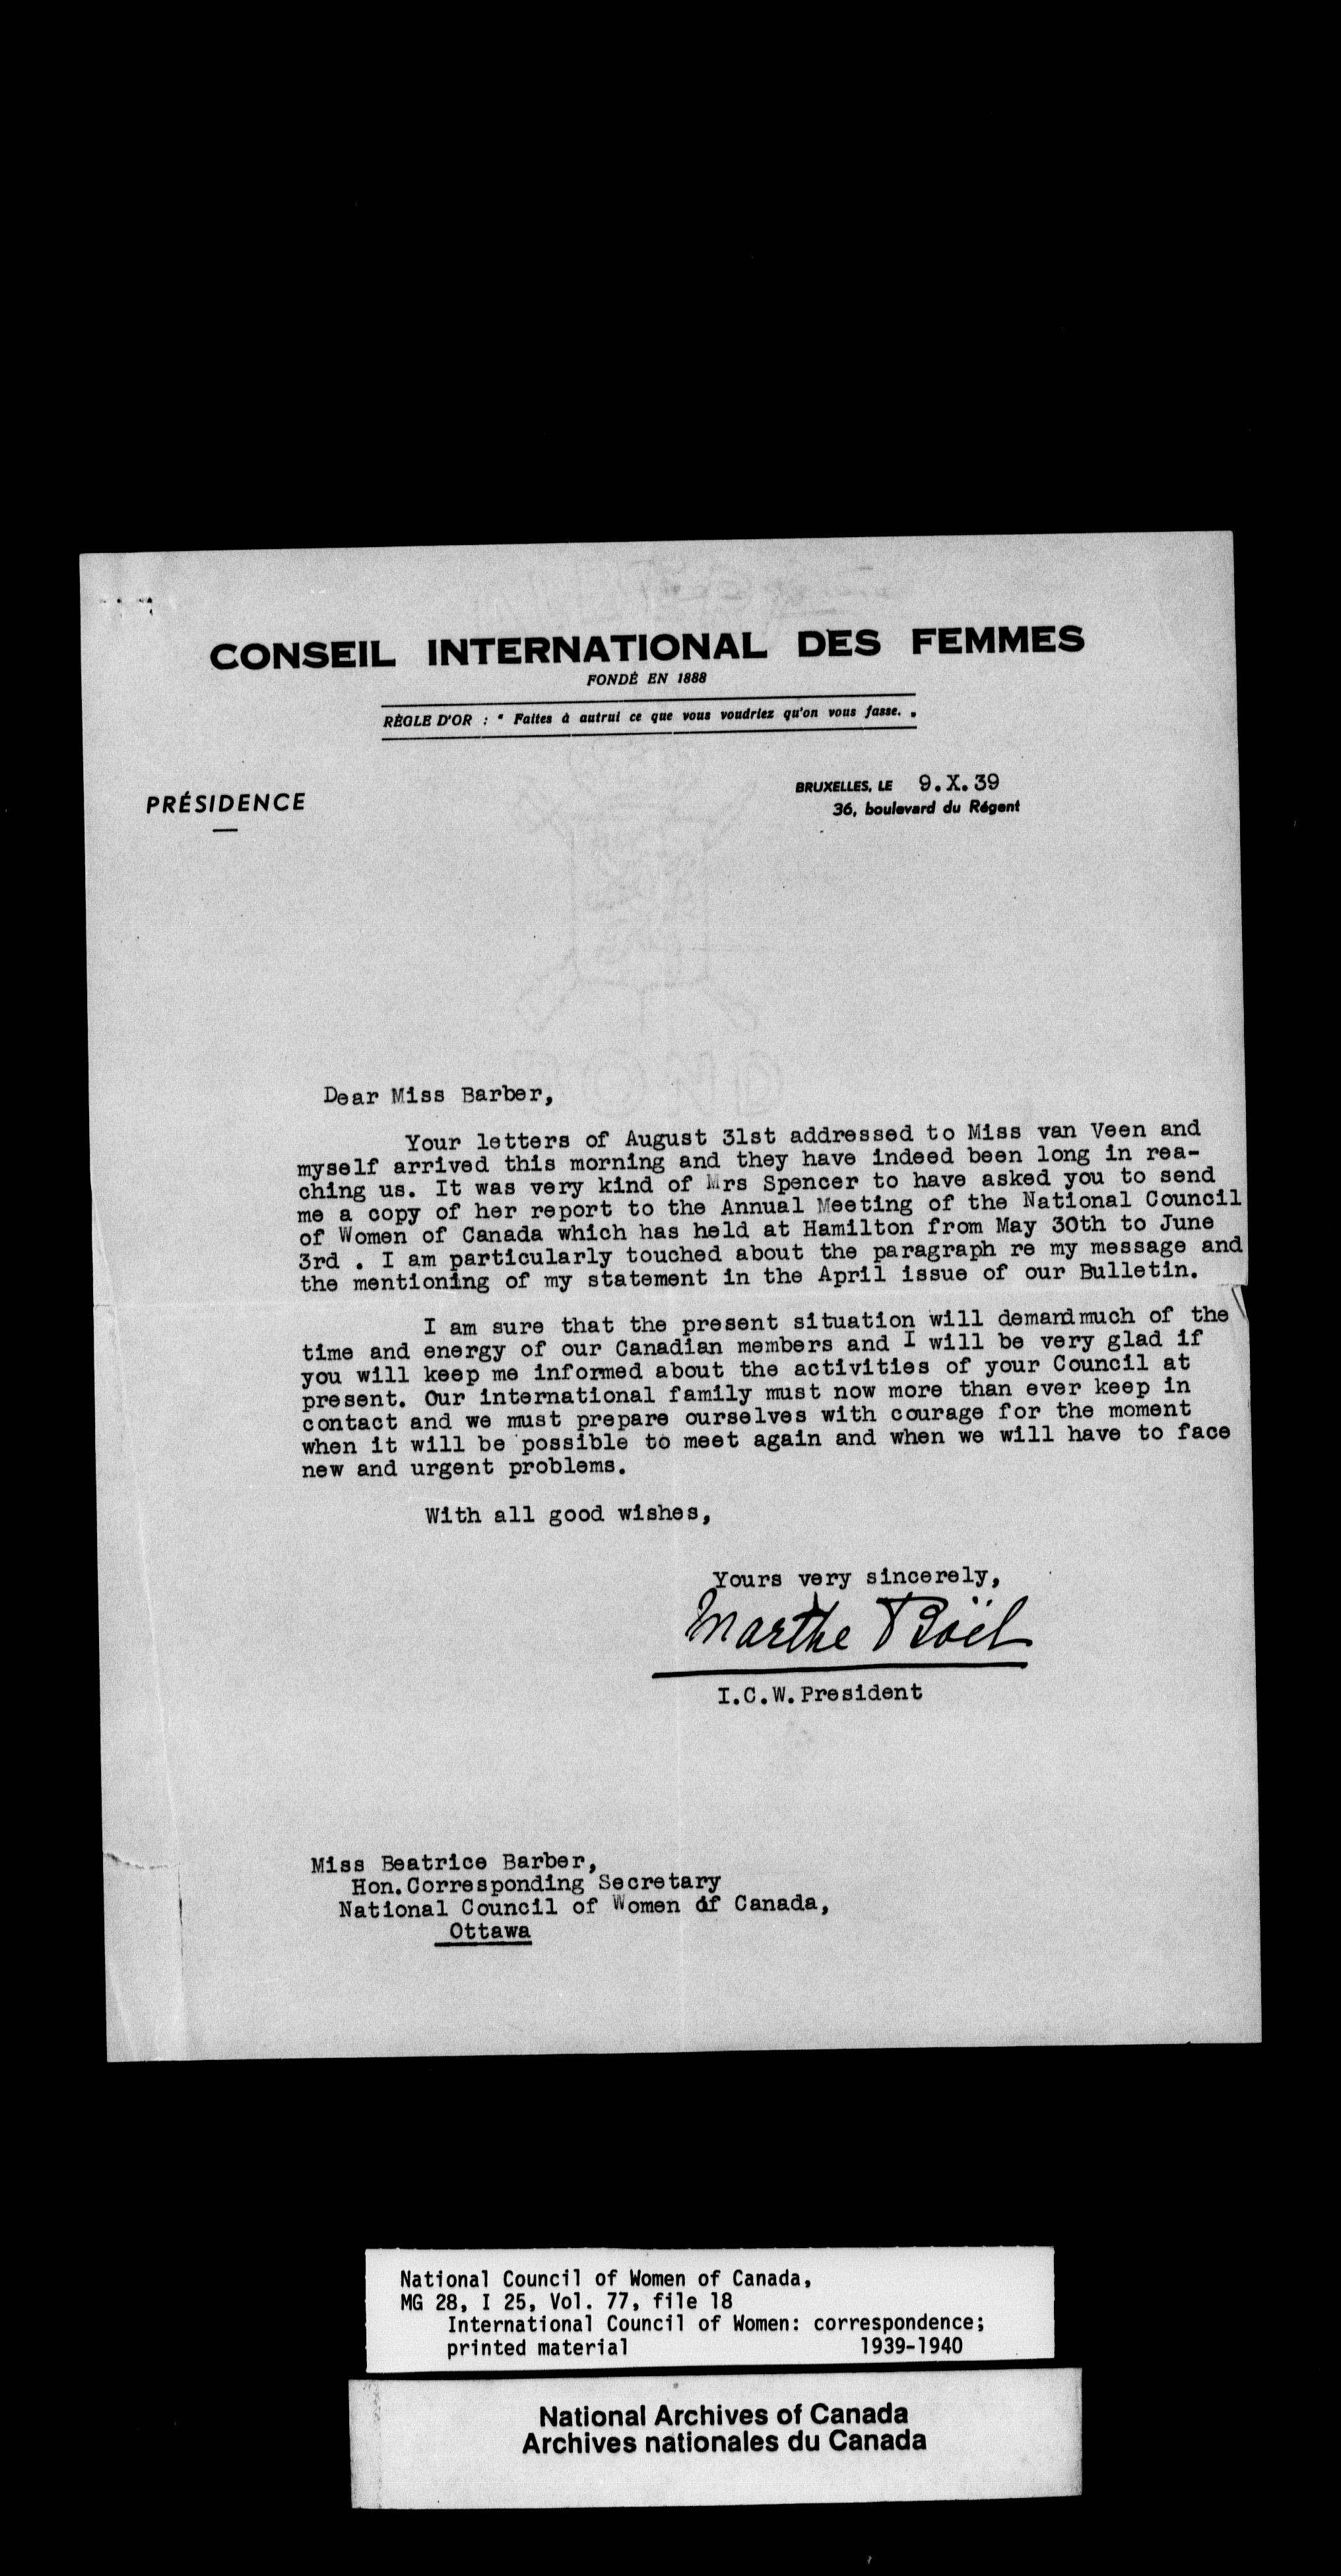 CONSEIL INTERNATIONAL DES FEMMES
FONDÉ EN 1888
RÈGLE D'OR : " Faites à autrui ce que vous voudriez qu'on vous fasse. "
PRÉSIDENCE
BRUXELLES, LE 9.X.39
36, boulevard du Régent
Dear Miss Barber,
Your letters of August 31st addressed to Miss van Veen and
myself arrived this morning and they have indeed been long in rea-
ching us. It was very kind of Mrs Spencer to have asked you to send
me a copy of her report to the Annual Meeting of the National Council
of Women of Canada which has held at Hamilton from May 30th to June
3rd . I am particularly touched about the paragraph re my message and
the mentioning of my statement in the April issue of our Bulletin.
I am sure that the present situation will demand much of the
time and energy of our Canadian members and I will be very glad if
you will keep me informed about the activities of your Council at
present. Our international family must now more than ever keep in
contact and we must prepare ourselves with courage for the moment
when it will be possible to meet again and when we will have to face
new and urgent problems.
With all good wishes,
Yours very sincerely,
Marthe Boël
I.C.W.President
Miss Beatrice Barber,
Hon.Corresponding Secretary
National Council of Women of Canada,
Ottawa
National Council of Women of Canada,
MG 28, I 25, Vol. 77, file 18
International Council of Women: correspondence;
printed material 1939-1940
National Archives of Canada
Archives nationales du Canada